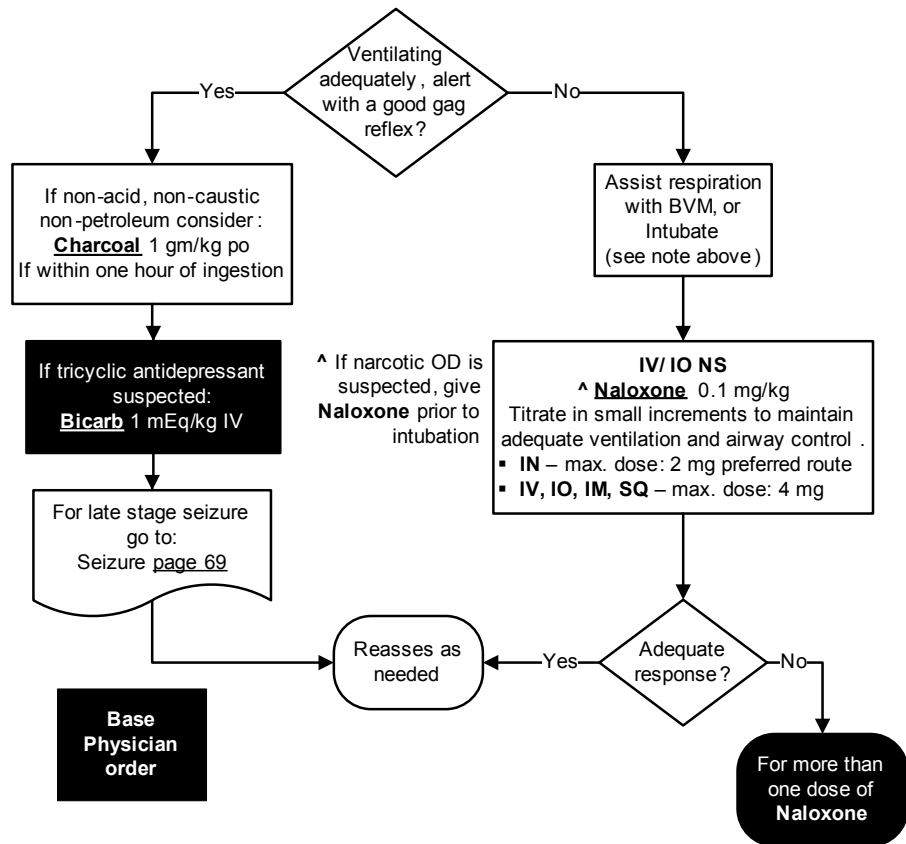 Ventilating
adequately, alert
with a good gag
reflex?
Yes
No
If non-acid, non-caustic
non-petroleum consider:
Charcoal 1 gm/kg po
If within one hour of ingestion
Assist respiration
with BVM, or
Intubate
(see note above)
If tricyclic antidepressant
suspected:
Bicarb 1 mEq/kg IV
^ If narcotic OD is
suspected, give
Naloxone prior to
intubation
IV/ IO NS
^ Naloxone 0.1 mg/kg
Titrate in small increments to maintain
adequate ventilation and airway control.
▪ IN – max. dose: 2 mg preferred route
▪ IV, IO, IM, SQ – max. dose: 4 mg
For late stage seizure
go to:
Seizure page 69
Reasses as
needed
Yes
Adequate
response?
No
Base
Physician
order
For more than
one dose of
Naloxone